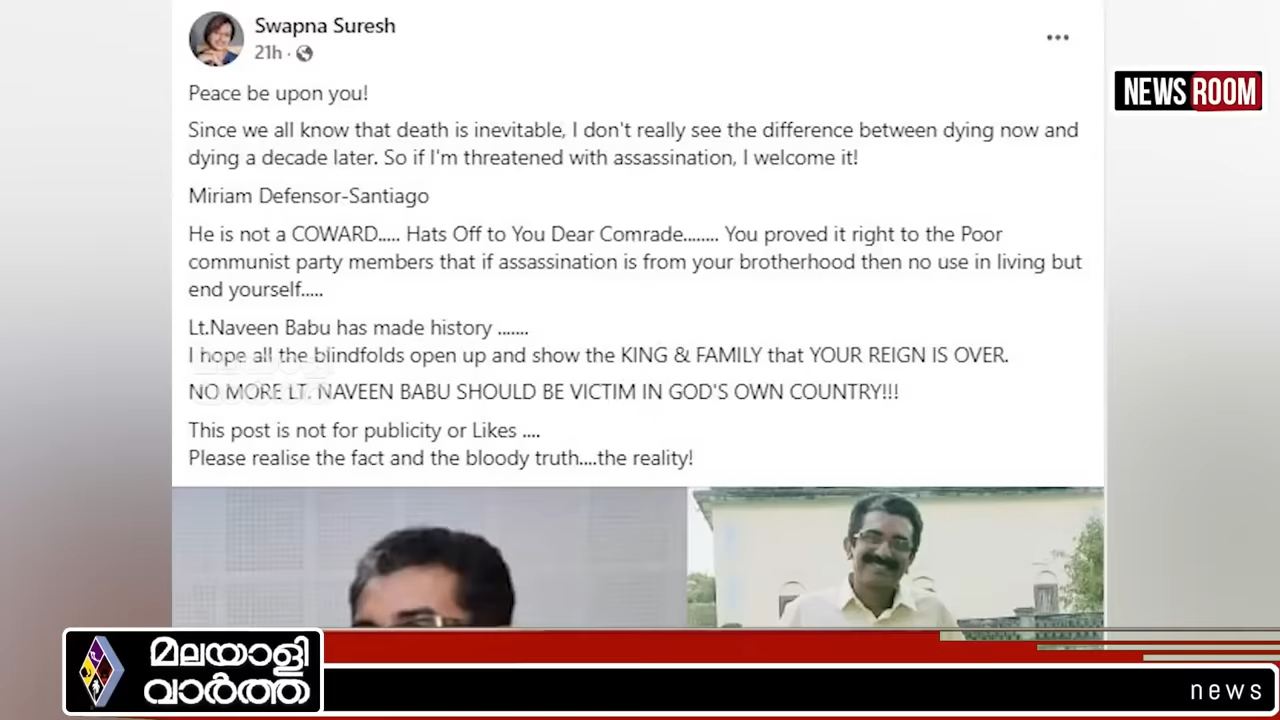 Swapna Suresh
21h ·
NEWS ROOM
Peace be upon you!
Since we all know that death is inevitable, I don't really see the difference between dying now and
dying a decade later. So if I'm threatened with assassination, I welcome it!
Miriam Defensor-Santiago
He is not a COWARD..... Hats Off to You Dear Comrade........ You proved it right to the Poor
communist party members that if assassination is from your brotherhood then no use in living but
end yourself.....
Lt.Naveen Babu has made history .......
I hope all the blindfolds open up and show the KING & FAMILY that YOUR REIGN IS OVER.
NO MORE LT. NAVEEN BABU SHOULD BE VICTIM IN GOD'S OWN COUNTRY!!!
This post is not for publicity or Likes ....
Please realise the fact and the bloody truth....the reality!
മലയാളി
വാർത്ത
news